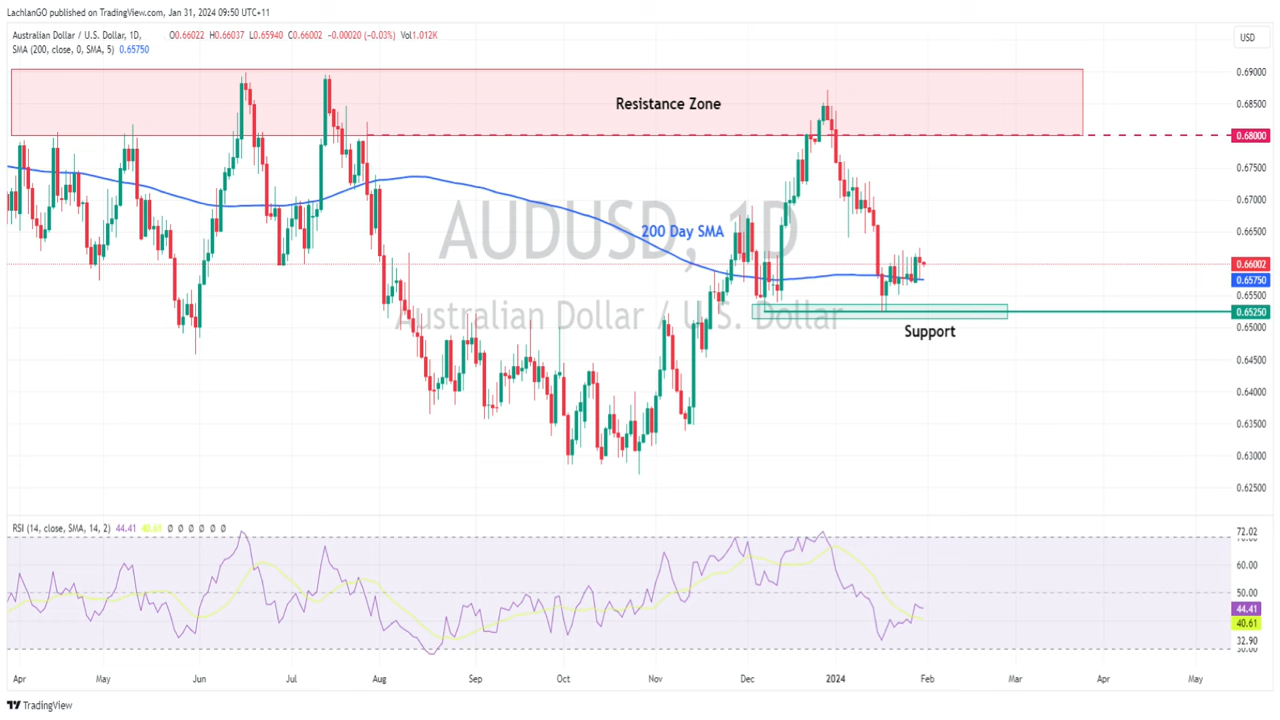 LachlanGO published on TradingView.com, Jan 31, 2024 09:50 UTC+11
Australian Dollar / U.S. Dollar, 1D, O0.66022 H0.66037 L0.65940 C0.66002 -0.00020 (-0.03%) Vol1.012K
SMA (200, close, 0, SMA, 5) 0.65750
USD
0.69000
Resistance Zone
0.68500
0.68000
0.67500
AUDUSD, 1D
0.67000
200 Day SMA
0.66500
0.66002
0.65750
0.65500
Australian Dollar / U.S. Dollar
0.65250
Support
0.65000
0.64500
0.64000
0.63500
0.63000
0.62500
RSI (14, close, SMA, 14, 2) 44.41 40.61 Ø Ø Ø Ø Ø Ø
72.02
60.00
50.00
44.41
40.61
32.90
Apr May Jun Jul Aug Sep Oct Nov Dec 2024 Feb Mar Apr May
TradingView